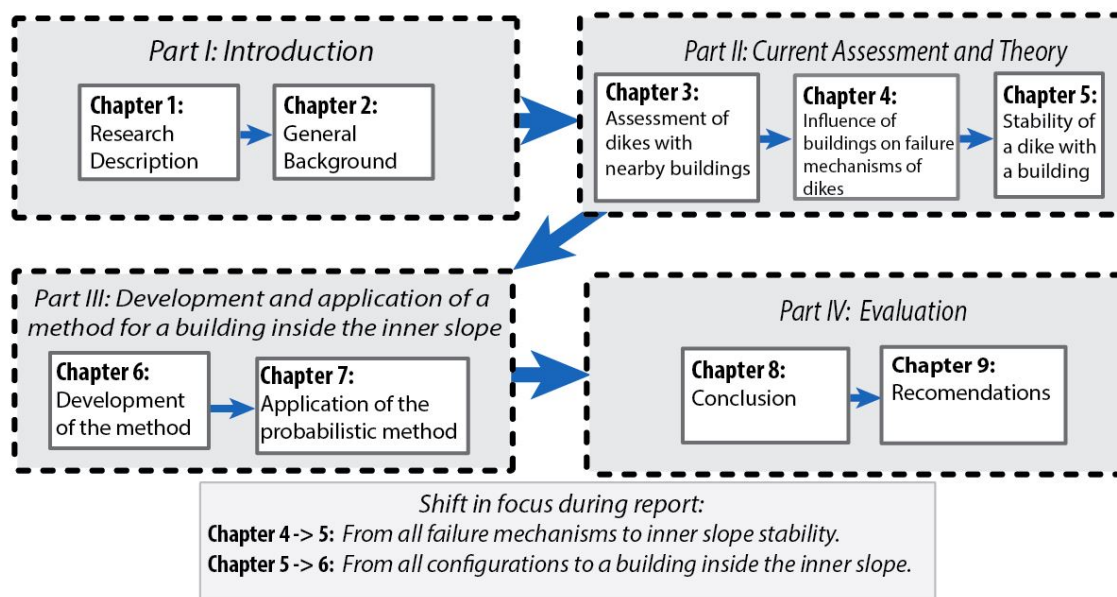 Part I: Introduction
Chapter 1:
Research
Description
Chapter 2:
General
Background
Part II: Current Assessment and Theory
Chapter 3:
Assessment of
dikes with
nearby buildings
Chapter 4:
Influence of
buildings on failure
mechanisms of
dikes
Chapter 5:
Stability of
a dike with
a building
Part III: Development and application of a
method for a building inside the inner slope
Chapter 6:
Development
of the method
Chapter 7:
Application of the
probabilistic method
Part IV: Evaluation
Chapter 8:
Conclusion
Chapter 9:
Recomendations
Shift in focus during report:
Chapter 4 -> 5: From all failure mechanisms to inner slope stability.
Chapter 5 -> 6: From all configurations to a building inside the inner slope.